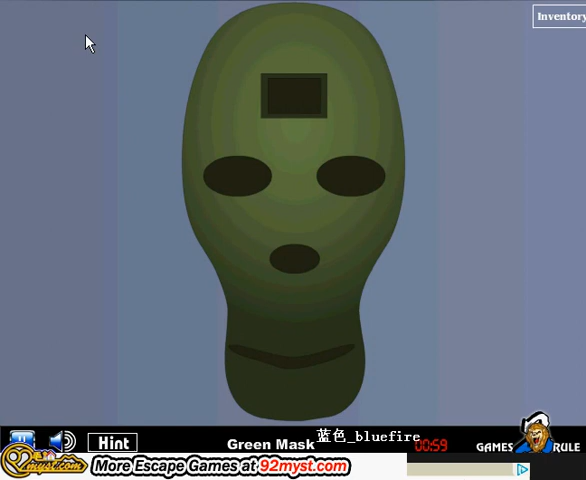 Inventory
Hint
Green Mask
蓝色_bluefire
00:59
GAMES RULE
92myst.com
More Escape Games at 92myst.com